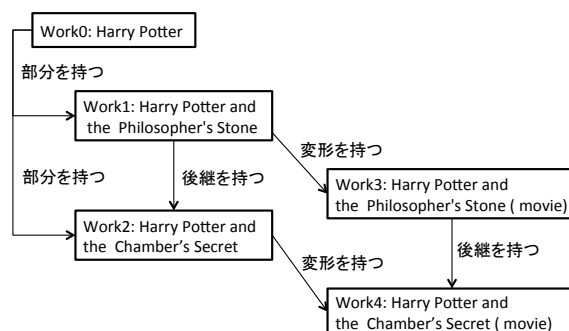 Work0: Harry Potter
部分を持つ
Work1: Harry Potter and
the Philosopher's Stone
変形を持つ
部分を持つ
後継を持つ
Work3: Harry Potter and
the Philosopher's Stone ( movie)
Work2: Harry Potter and
the Chamber’s Secret
後継を持つ
変形を持つ
Work4: Harry Potter and
the Chamber’s Secret ( movie)